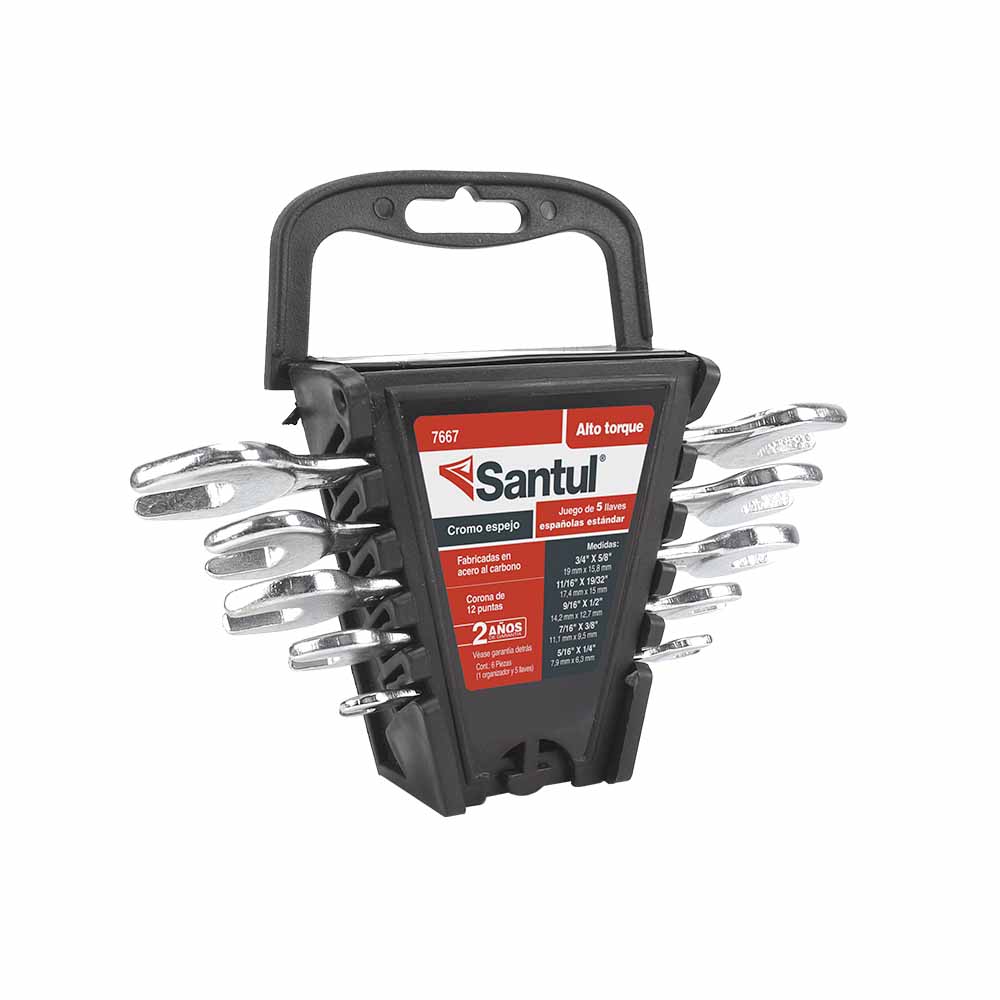 7667
Alto torque
Santul®
Cromo espejo
Juego de 5 llaves
españolas estándar
Fabricadas en
acero al carbono
Corona de
12 puntas
2 AÑOS
DE GARANTÍA
Véase garantía detrás
Cont.: 6 Piezas
(1 organizador y 5 llaves)
Medidas:
3/4" X 5/8"
19 mm x 15,8 mm
11/16" X 19/32"
17,4 mm x 15 mm
9/16" X 1/2"
14,2 mm x 12,7 mm
7/16" X 3/8"
11,1 mm x 9,5 mm
5/16" X 1/4"
7,9 mm x 6,3 mm